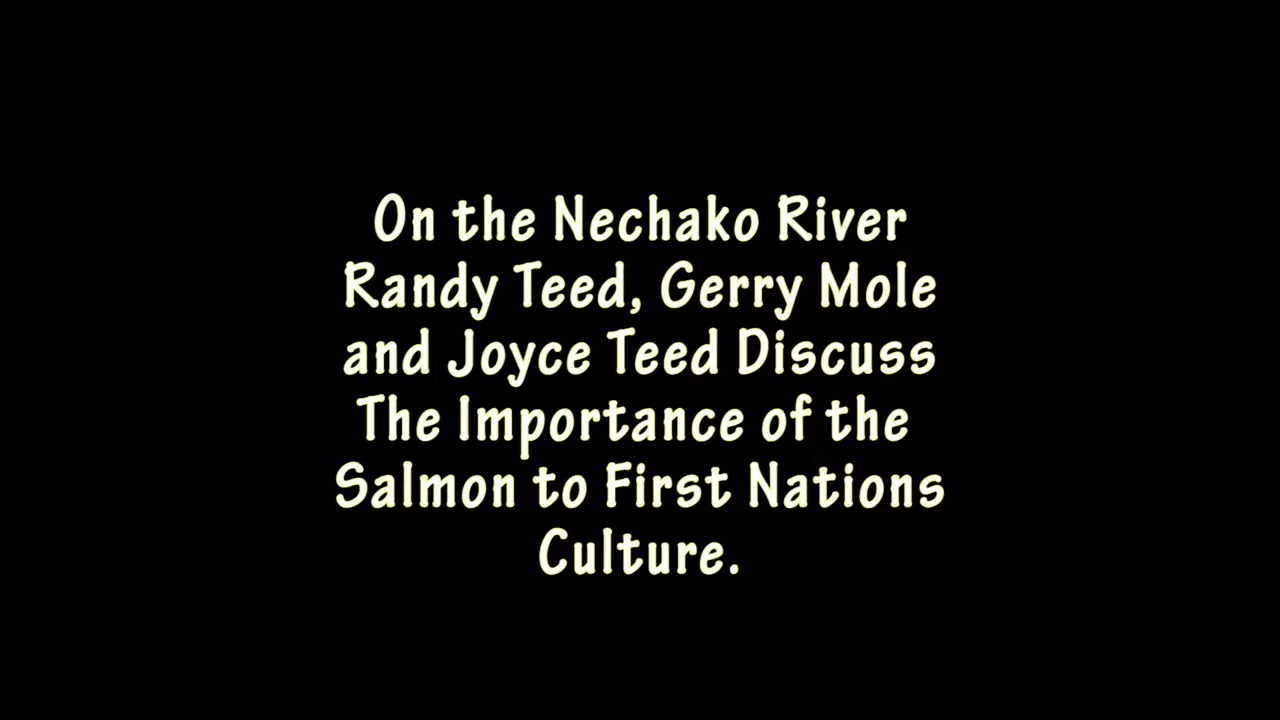 On the Nechako River
Randy Teed, Gerry Mole
and Joyce Teed Discuss
The Importance of the
Salmon to First Nations
Culture.